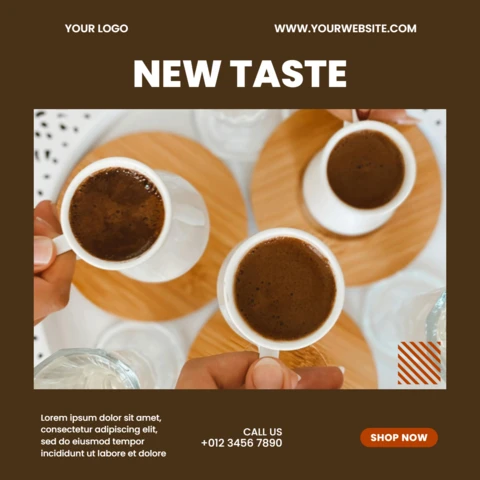 YOUR LOGO
WWW.YOURWEBSITE.COM
NEW TASTE
Lorem ipsum dolor sit amet,
consectetur adipiscing elit,
sed do eiusmod tempor
incididunt ut labore et dolore
CALL US
+012 3456 7890
SHOP NOW